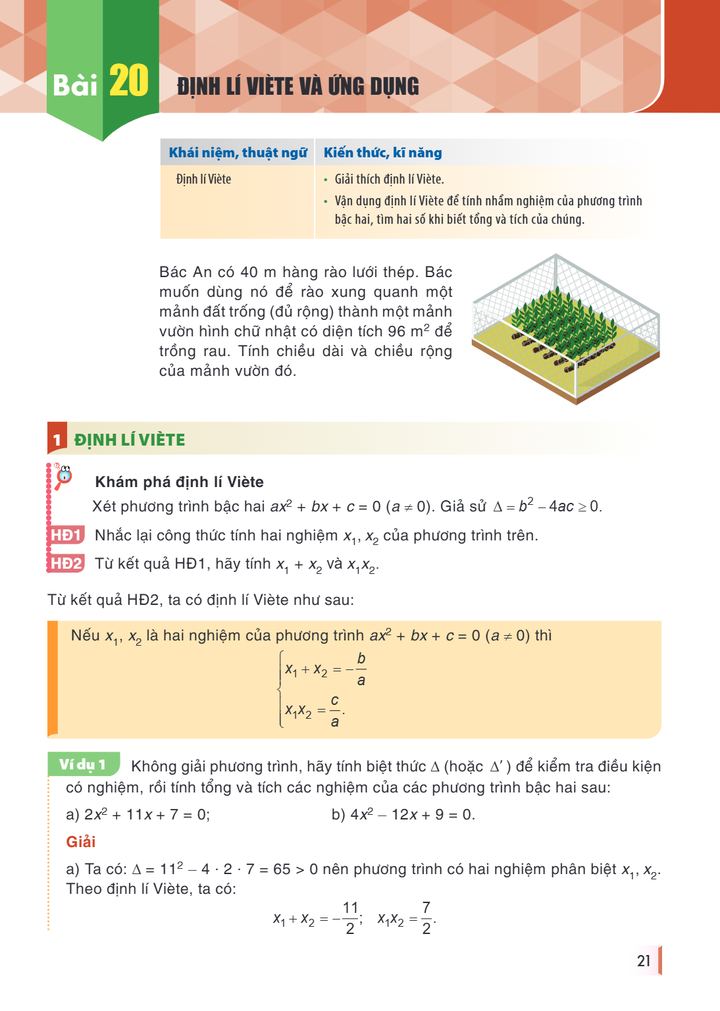 Bài 20 ĐỊNH LÍ VIÈTE VÀ ỨNG DỤNG
Khái niệm, thuật ngữ Kiến thức, kĩ năng
Định lí Viète • Giải thích định lí Viète.
• Vận dụng định lí Viète để tính nhẩm nghiệm của phương trình
bậc hai, tìm hai số khi biết tổng và tích của chúng.
Bác An có 40 m hàng rào lưới thép. Bác
muốn dùng nó để rào xung quanh một
mảnh đất trống (đủ rộng) thành một mảnh
vườn hình chữ nhật có diện tích 96 m² để
trồng rau. Tính chiều dài và chiều rộng
của mảnh vườn đó.
1 ĐỊNH LÍ VIÈTE
Khám phá định lí Viète
Xét phương trình bậc hai ax² + bx + c = 0 (a ≠ 0). Giả sử Δ = b² – 4ac ≥ 0.
HĐ1 Nhắc lại công thức tính hai nghiệm x₁, x₂ của phương trình trên.
HĐ2 Từ kết quả HĐ1, hãy tính x₁ + x₂ và x₁x₂.
Từ kết quả HĐ2, ta có định lí Viète như sau:
Nếu x₁, x₂ là hai nghiệm của phương trình ax² + bx + c = 0 (a ≠ 0) thì
x₁ + x₂ = –b/a
x₁x₂ = c/a.
Ví dụ 1 Không giải phương trình, hãy tính biệt thức Δ (hoặc Δ′) để kiểm tra điều kiện
có nghiệm, rồi tính tổng và tích các nghiệm của các phương trình bậc hai sau:
a) 2x² + 11x + 7 = 0; b) 4x² – 12x + 9 = 0.
Giải
a) Ta có: Δ = 11² – 4 · 2 · 7 = 65 > 0 nên phương trình có hai nghiệm phân biệt x₁, x₂.
Theo định lí Viète, ta có:
x₁ + x₂ = –11/2; x₁x₂ = 7/2.
21